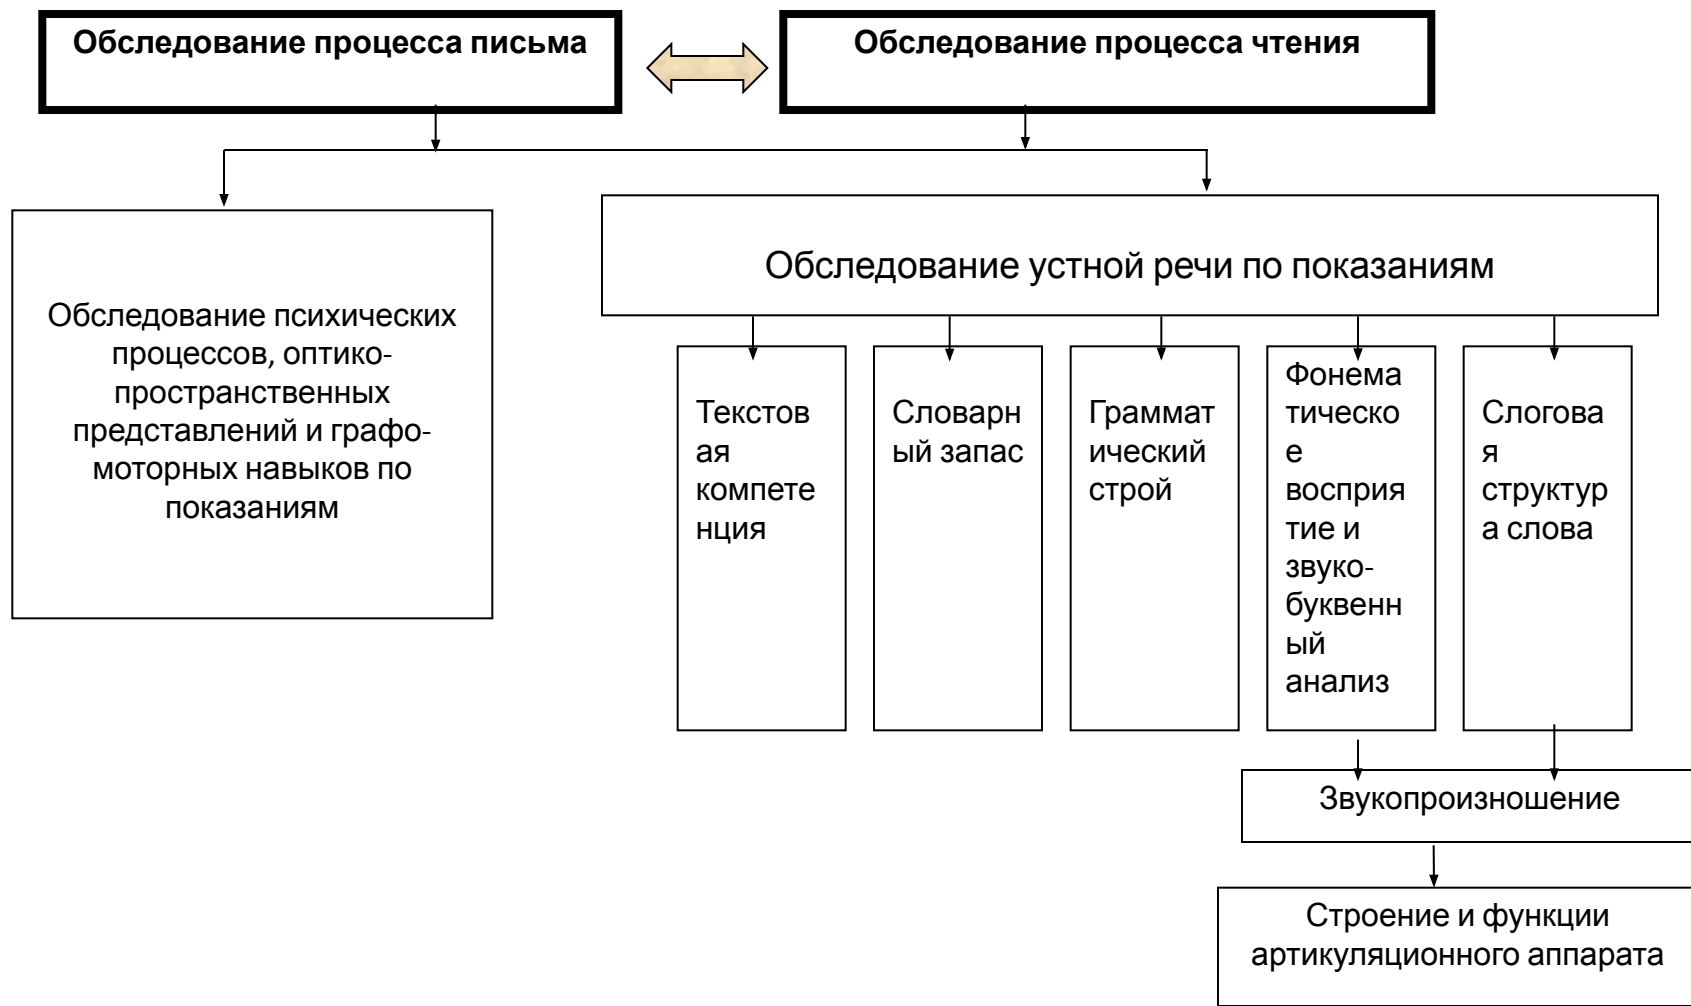 Обследование процесса письма
Обследование процесса чтения
Обследование психических
процессов, оптико-
пространственных
представлений и графо-
моторных навыков по
показаниям
Обследование устной речи по показаниям
Текстов
ая
компете
нция
Словарн
ый запас
Граммат
ический
строй
Фонема
тическо
е
восприя
тие и
звуко-
буквенн
ый
анализ
Слогова
я
структур
а слова
Звукопроизношение
Строение и функции
артикуляционного аппарата